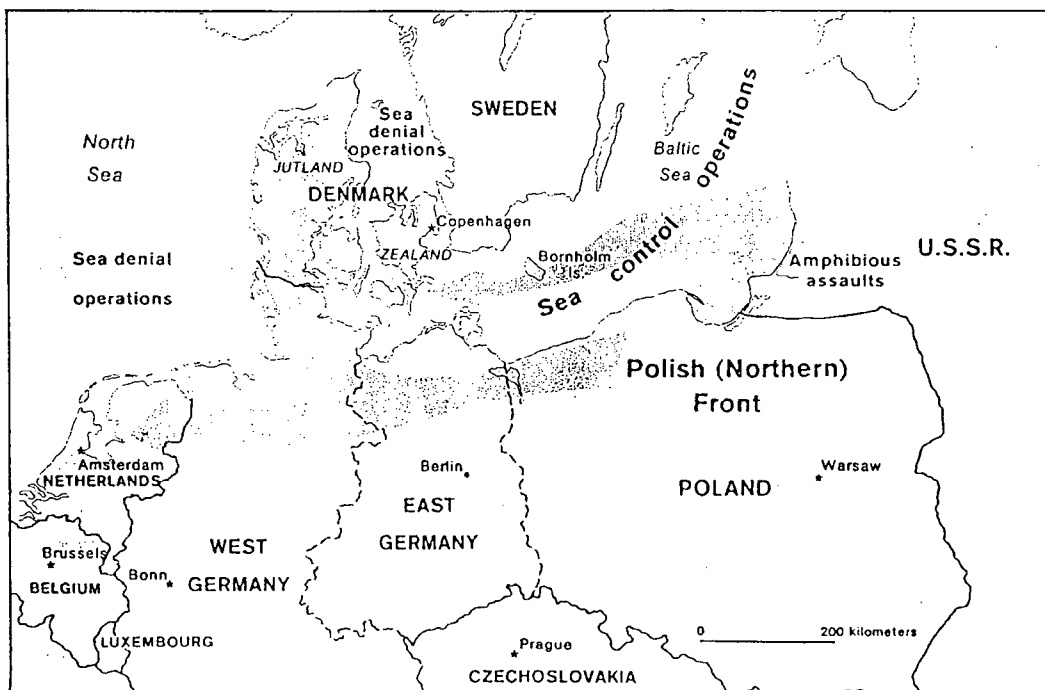 SWEDEN
Sea
denial
operations
North
Sea
JUTLAND
DENMARK
Baltic
Sea
operations
Copenhagen
ZEALAND
Sea denial
operations
Bornholm
Is.
Sea control
U.S.S.R.
Amphibious
assaults
Polish (Northern)
Front
Amsterdam
NETHERLANDS
Berlin
Warsaw
POLAND
EAST
GERMANY
WEST
GERMANY
Brussels
BELGIUM
Bonn
LUXEMBOURG
0 200 kilometers
Prague
CZECHOSLOVAKIA